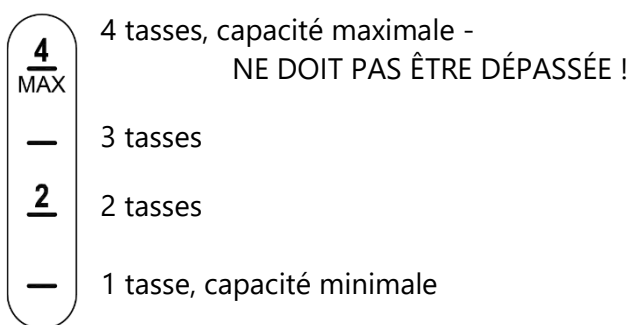 4 tasses, capacité maximale -
4
NE DOIT PAS ÊTRE DÉPASSÉE !
MAX
3 tasses
2
2 tasses
1 tasse, capacité minimale